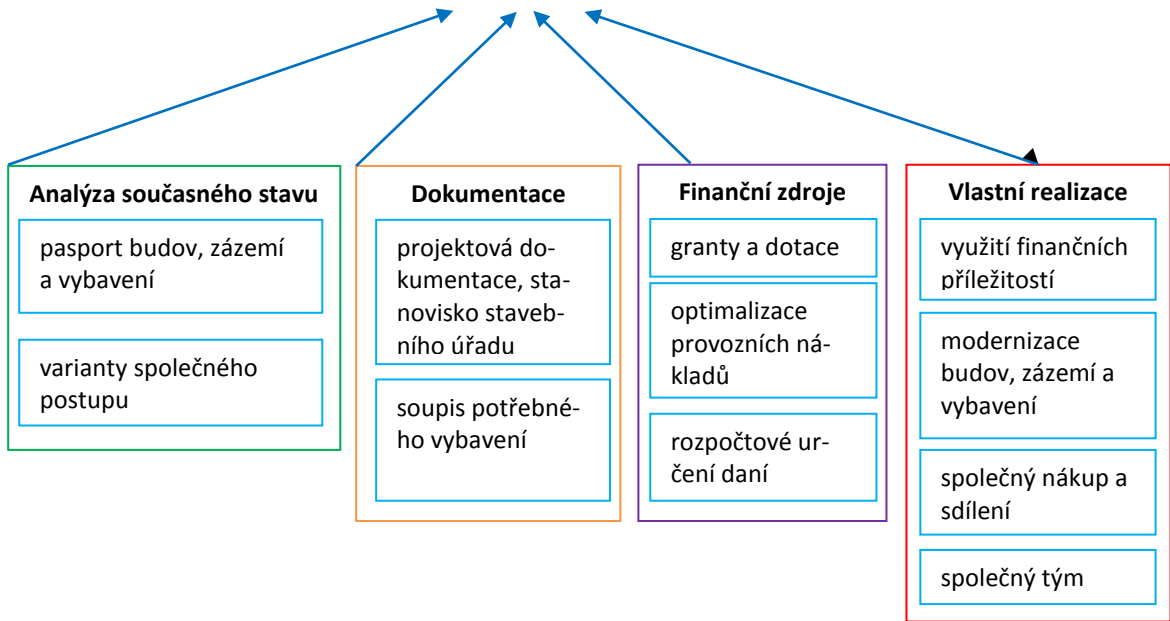 Analýza současného stavu
pasport budov, zázemí
a vybavení
varianty společného
postupu
Dokumentace
projektová do-
kumentace, sta-
novisko staveb-
ního úřadu
soupis potřebné-
ho vybavení
Finanční zdroje
granty a dotace
optimalizace
provozních ná-
kladů
rozpočtové ur-
čení daní
Vlastní realizace
využití finančních
příležitostí
modernizace
budov, zázemí a
vybavení
společný nákup a
sdílení
společný tým